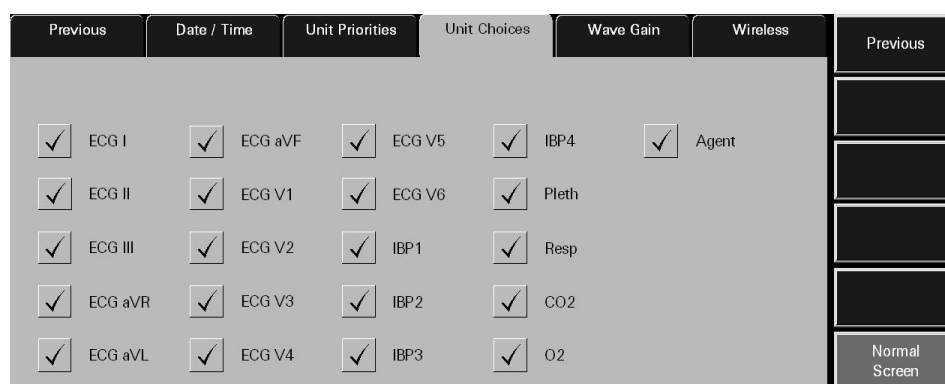 Previous
Date / Time
Unit Priorities
Unit Choices
Wave Gain
Wireless
Previous
ECG I
ECG aVF
ECG V5
IBP4
Agent
ECG II
ECG V1
ECG V6
Pleth
ECG III
ECG V2
IBP1
Resp
ECG aVR
ECG V3
IBP2
CO2
ECG aVL
ECG V4
IBP3
O2
Normal
Screen